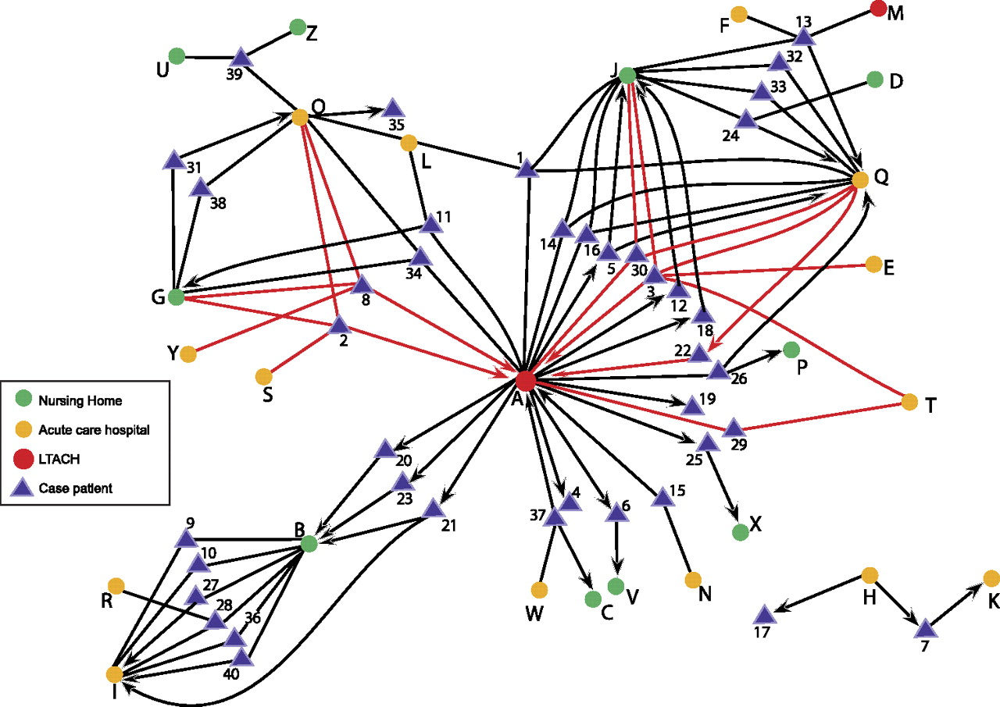 F
13
M
Z
32
J
U
39
33
D
O
35
24
L
1
31
Q
38
11
14
16
5
30
34
E
3
12
G
8
18
2
Y
22
P
26
S
A
19
T
29
25
Nursing Home
Acute care hospital
LTACH
Case patient
20
23
4
15
37
6
21
9
B
X
10
27
R
28
36
W
C
V
N
H
K
17
7
40
I